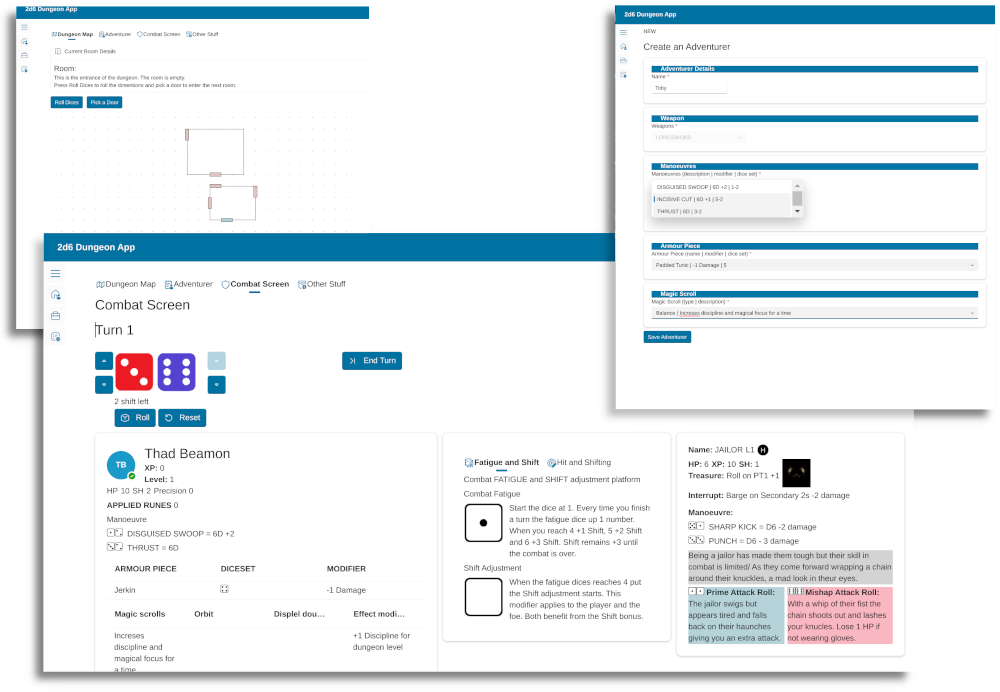 2d6 Dungeon App
Dungeon Map Adventurer Combat Screen Other Stuff
Current Room Details
Room:
This is the entrance of the dungeon. The room is empty.
Press Roll Dices to roll the dimentions and pick a door to enter the next room.
Roll Dices Pick a Door
2d6 Dungeon App
NEW
Create an Adventurer
Adventurer Details
Name *
Toby
Weapon
Weapons *
LONGSWORD
Manoeuvres
Manoeuvres (description | modifier | dice set) *
DISGUISED SWOOP | 6D +2 | 1-2
INCISIVE CUT | 6D +1 | 5-2
THRUST | 6D | 3-2
Armour Piece
Armour Piece (name | modifier | dice set) *
Padded Tunic | -1 Damage | 5
Magic Scroll
Magic Scroll (type | description) *
Balance | Increses discipline and magical focus for a time
Save Adventurer
2d6 Dungeon App
Dungeon Map Adventurer Combat Screen Other Stuff
Combat Screen
Turn 1
End Turn
2 shift left
Roll Reset
TB
Thad Beamon
XP: 0
Level: 1
HP 10 SH 2 Precision 0
APPLIED RUNES 0
Manoeuvre
DISGUISED SWOOP = 6D +2
THRUST = 6D
ARMOUR PIECE DICESET MODIFIER
Jerkin -1 Damage
Magic scrolls Orbit Displel dou… Effect modi…
Increses
discipline and
magical focus for
a time
+1 Discipline for
dungeon level
Fatigue and Shift Hit and Shifting
Combat FATIGUE and SHIFT adjustment platform
Combat Fatigue
Start the dice at 1. Every time you finish
a turn the fatigue dice up 1 number.
When you reach 4 +1 Shift, 5 +2 Shift
and 6 +3 Shift. Shift remains +3 until
the combat is over.
Shift Adjustment
When the fatigue dices reaches 4 put
the Shift adjustment starts. This
modifier applies to the player and the
foe. Both benefit from the Shift bonus.
Name: JAILOR L1 H
HP: 6 XP: 10 SH: 1
Treasure: Roll on PT1 +1
Interrupt: Barge on Secondary 2s -2 damage
Manoeuvre:
SHARP KICK = D6 -2 damage
PUNCH = D6 - 3 damage
Being a jailor has made them tough but their skill in
combat is limited/ As they come forward wrapping a chain
around their knuckles, a mad look in theur eyes.
Prime Attack Roll:
The jailor swigs but
appears tired and falls
back on their haunches
giving you an extra attack.
Mishap Attack Roll:
With a whip of their fist the
chain shoots out and lashes
your knuckles. Lose 1 HP if
not wearing gloves.